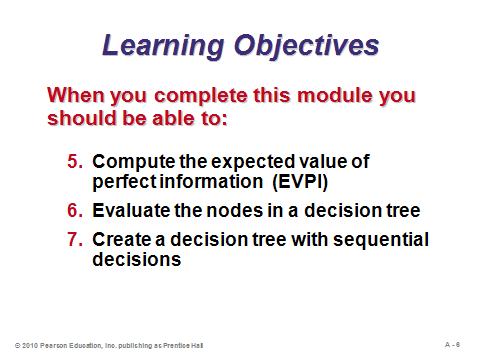 Learning Objectives
When you complete this module you
should be able to:
5. Compute the expected value of
perfect information (EVPI)
6. Evaluate the nodes in a decision tree
7. Create a decision tree with sequential
decisions
© 2010 Pearson Education, Inc. publishing as Prentice Hall
A - 6